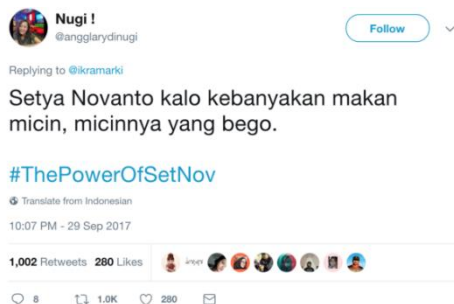 Nugi !
@angglarydinugi
Follow
Replying to @ikramarki
Setya Novanto kalo kebanyakan makan
micin, micinnya yang bego.
#ThePowerOfSetNov
Translate from Indonesian
10:07 PM - 29 Sep 2017
1,002 Retweets 280 Likes
8 1.0K 280